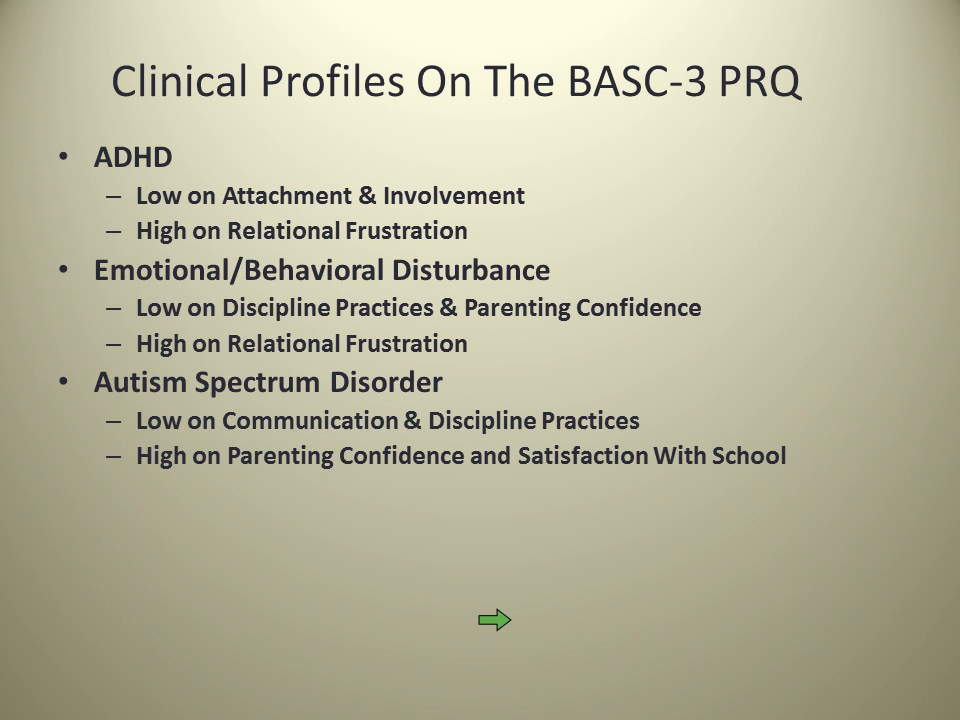 Clinical Profiles On The BASC-3 PRQ
• ADHD
– Low on Attachment & Involvement
– High on Relational Frustration
• Emotional/Behavioral Disturbance
– Low on Discipline Practices & Parenting Confidence
– High on Relational Frustration
• Autism Spectrum Disorder
– Low on Communication & Discipline Practices
– High on Parenting Confidence and Satisfaction With School